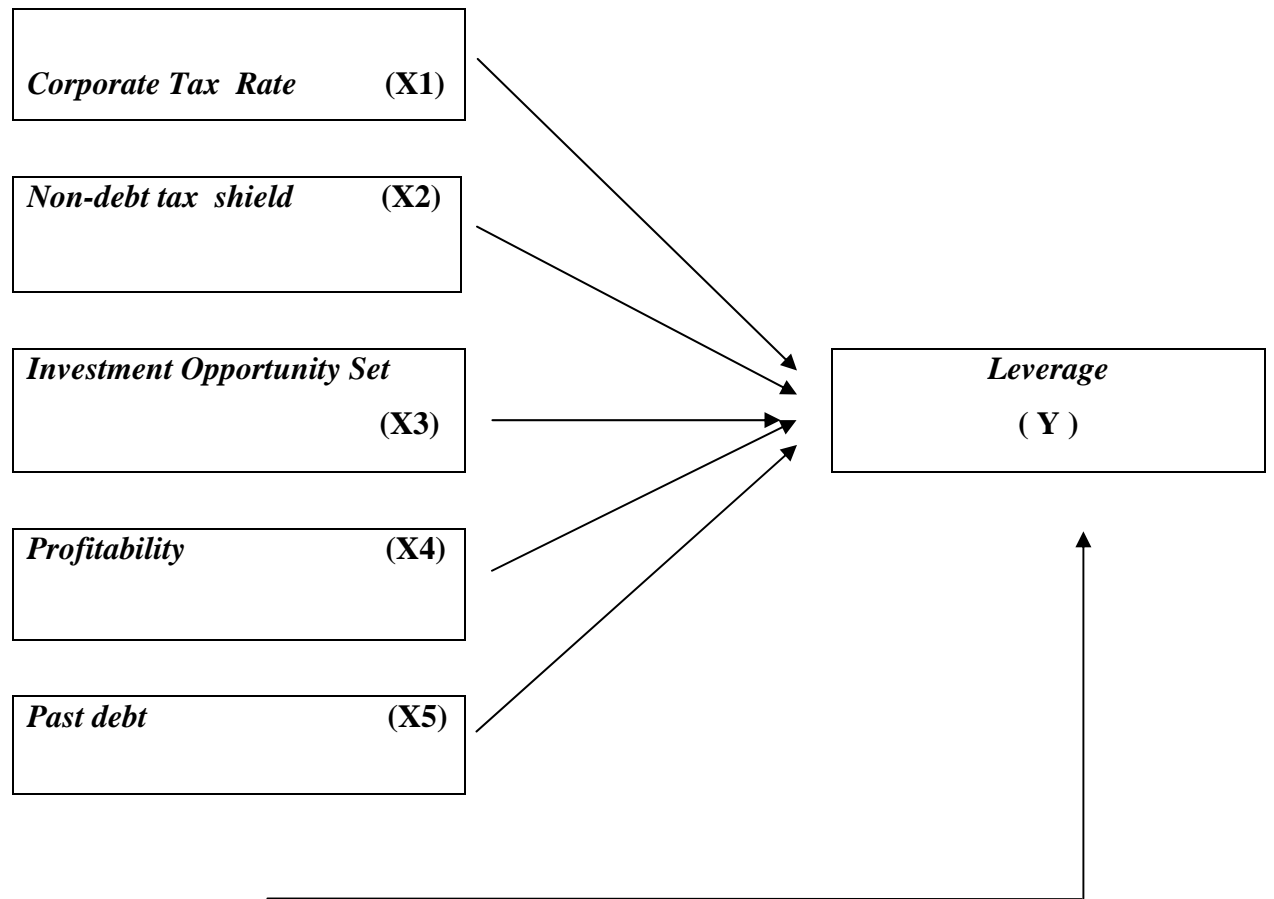 Corporate Tax Rate (X1)
Non-debt tax shield (X2)
Investment Opportunity Set
(X3)
Leverage
( Y )
Profitability (X4)
Past debt (X5)